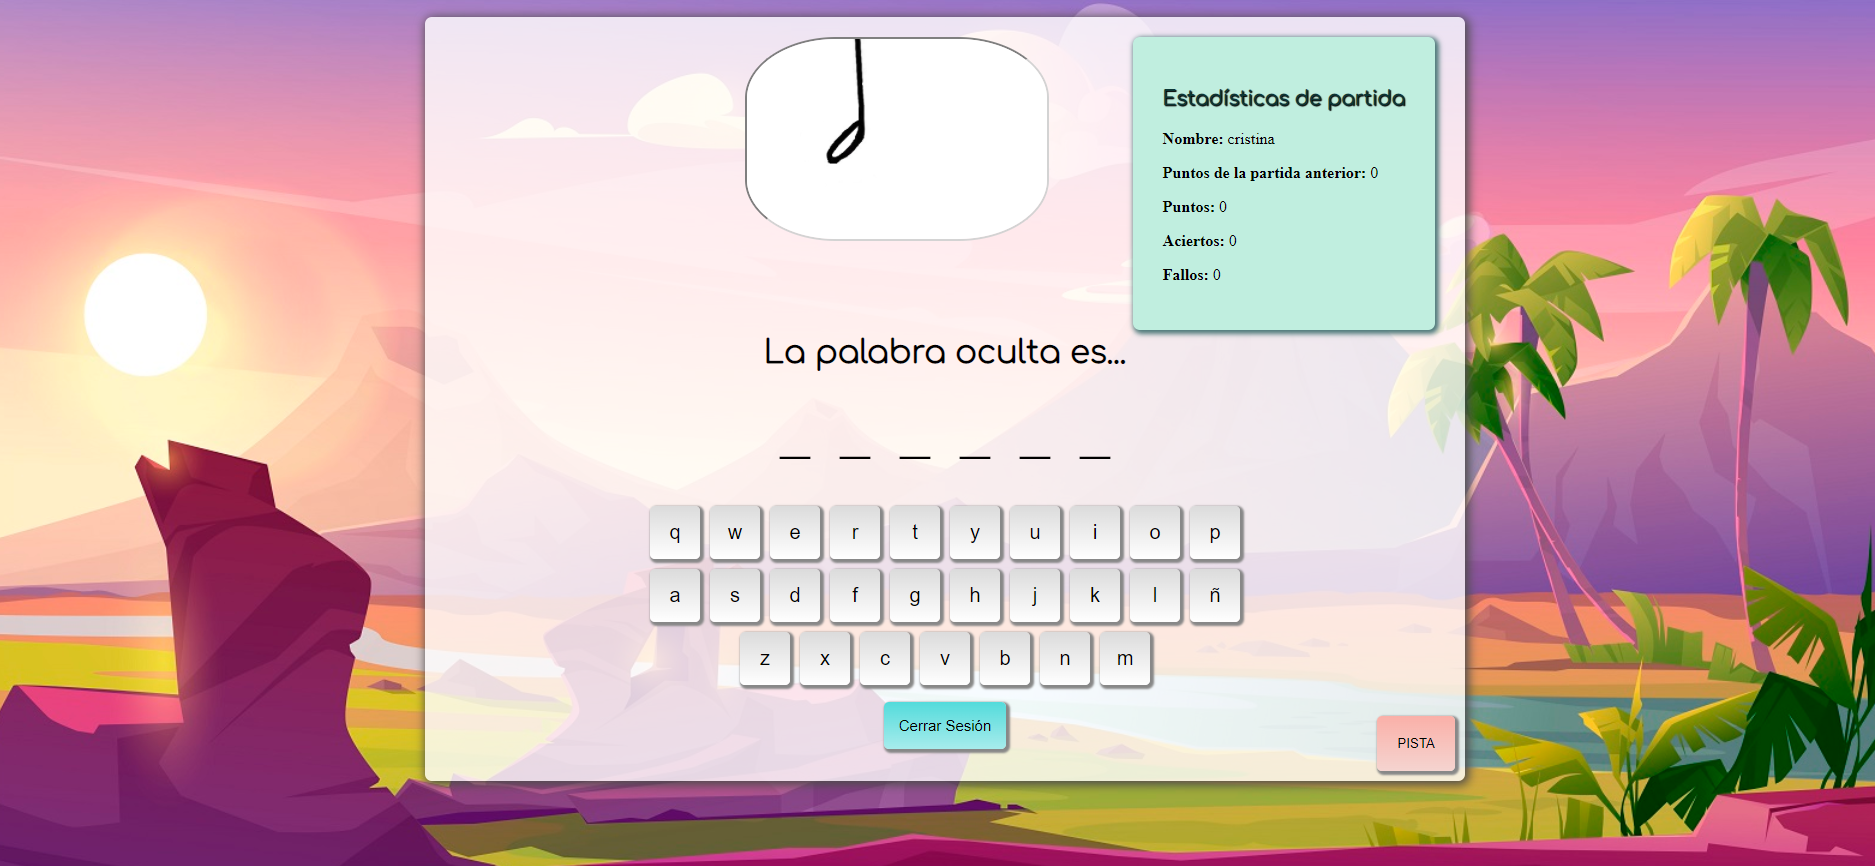 Estadísticas de partida
Nombre: cristina
Puntos de la partida anterior: 0
Puntos: 0
Aciertos: 0
Fallos: 0
La palabra oculta es...
_ _ _ _ _ _
q w e r t y u i o p
a s d f g h j k l ñ
z x c v b n m
Cerrar Sesión
PISTA